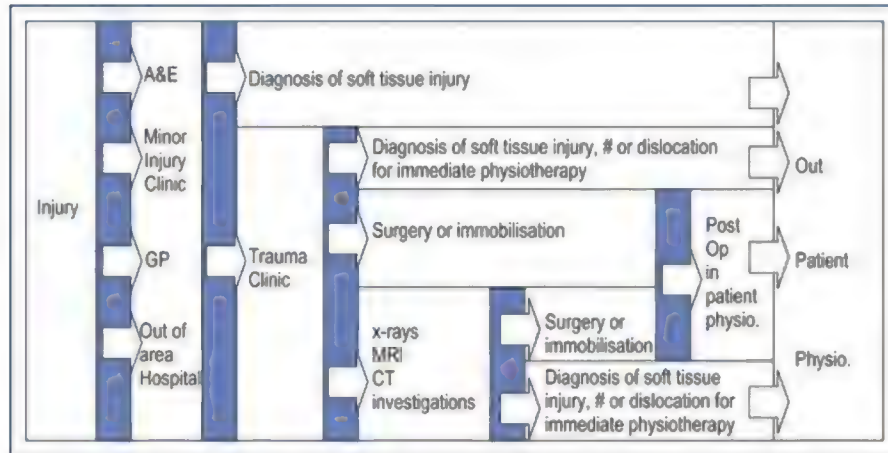 Injury
A&E
Minor
Injury
Clinic
GP
Out of
area
Hospital
Diagnosis of soft tissue injury
Trauma
Clinic
Diagnosis of soft tissue injury, # or dislocation
for immediate physiotherapy
Surgery or immobilisation
x-rays
MRI
CT
investigations
Surgery or
immobilisation
Diagnosis of soft tissue
injury, # or dislocation for
immediate physiotherapy
Post
Op
in
patient
physio.
Out
Patient
Physio.